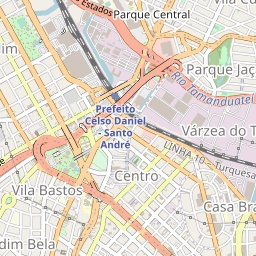 Estados
Parque Central
Vila Cu
dim
Parque Jaç
Rio Tamanduateí
Prefeito
Celso Daniel
- Santo
André
Várzea do T
LINHA 10 - Turquesa
Centro
Vila Bastos
Casa Bra
dim Bela